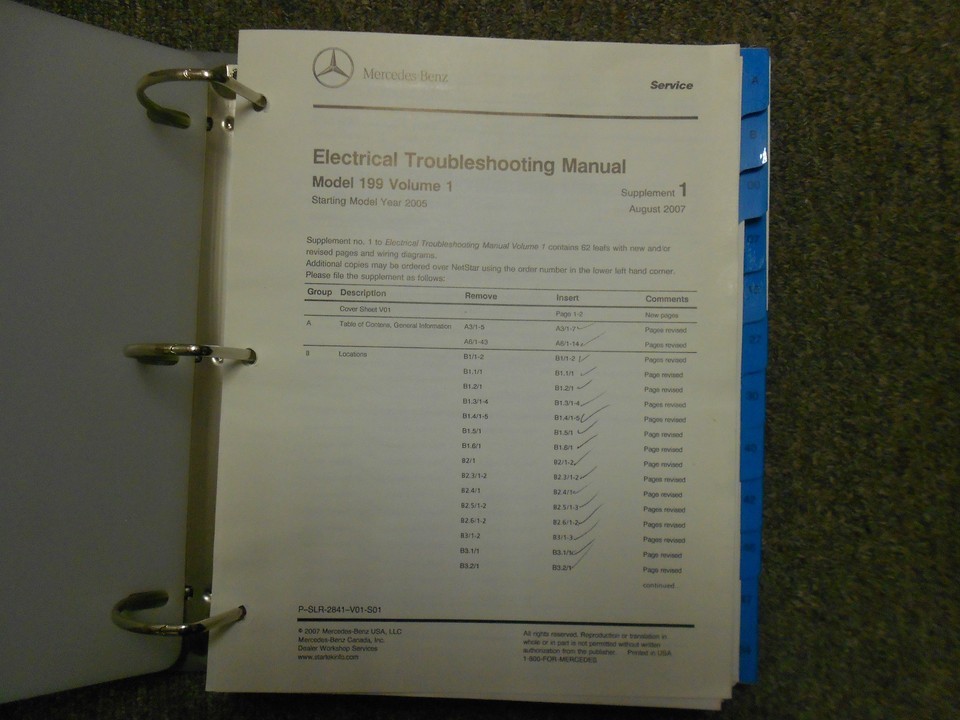 Mercedes-Benz
Service
Electrical Troubleshooting Manual
Model 199 Volume 1
Starting Model Year 2005
Supplement 1
August 2007
Supplement no. 1 to Electrical Troubleshooting Manual Volume 1 contains 62 leefs with new and/or
revised pages and wiring diagrams.
Additional copies may be ordered over NetStar using the order number in the lower left hand corner.
Please file the supplement as follows:
Group Description Remove Insert Comments
Cover Sheet V01 Page 1-2 New pages
A Table of Contens, General Information A3/1-5 A3/1-7 Pages revised
A6/1-43 A6/1-14 Pages revised
B Locations B1/1-2 B1/1-2 Pages revised
B1.1/1 B1.1/1 Page revised
B1.2/1 B1.2/1 Page revised
B1.3/1-4 B1.3/1-4 Pages revised
B1.4/1-5 B1.4/1-5 Pages revised
B1.5/1 B1.5/1 Page revised
B1.6/1 B1.6/1 Page revised
B2/1 B2/1-2 Page revised
B2.3/1-2 B2.3/1-2 Pages revised
B2.4/1 B2.4/1 Page revised
B2.5/1-2 B2.5/1-3 Pages revised
B2.6/1-2 B2.6/1-2 Pages revised
B3/1-2 B3/1-3 Pages revised
B3.1/1 B3.1/1 Page revised
B3.2/1 B3.2/1 Page revised
continued...
P-SLR-2841-V01-S01
© 2007 Mercedes-Benz USA, LLC
Mercedes-Benz Canada, Inc.
Dealer Workshop Services
www.startekinfo.com
All rights reserved. Reproduction or translation in
whole or in part is not permitted without written
authorization from the publisher. Printed in USA
1-800-FOR-MERCEDES
A
B